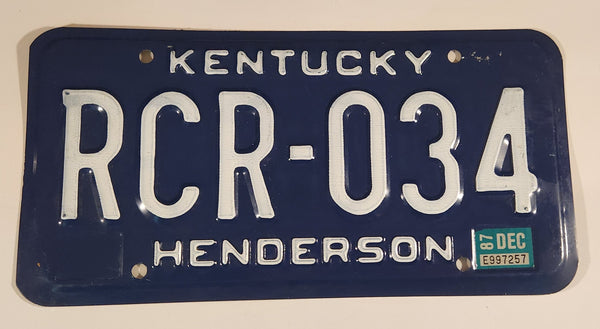 KENTUCKY
RCR-034
HENDERSON
87 DEC
E997257